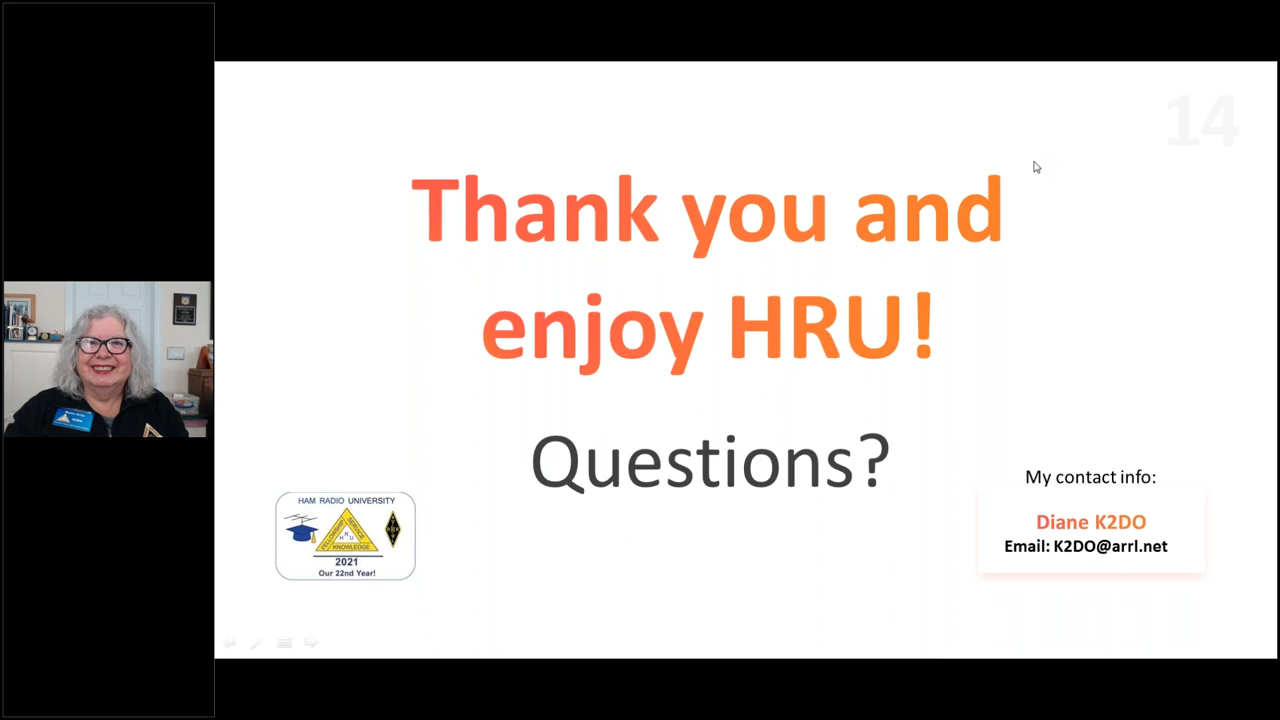 14
Thank you and
enjoy HRU!
Questions?
My contact info:
Diane K2DO
Email: K2DO@arrl.net
HAM RADIO UNIVERSITY
FELLOWSHIP
SERVICE
HRU
KNOWLEDGE
2021
Our 22nd Year!